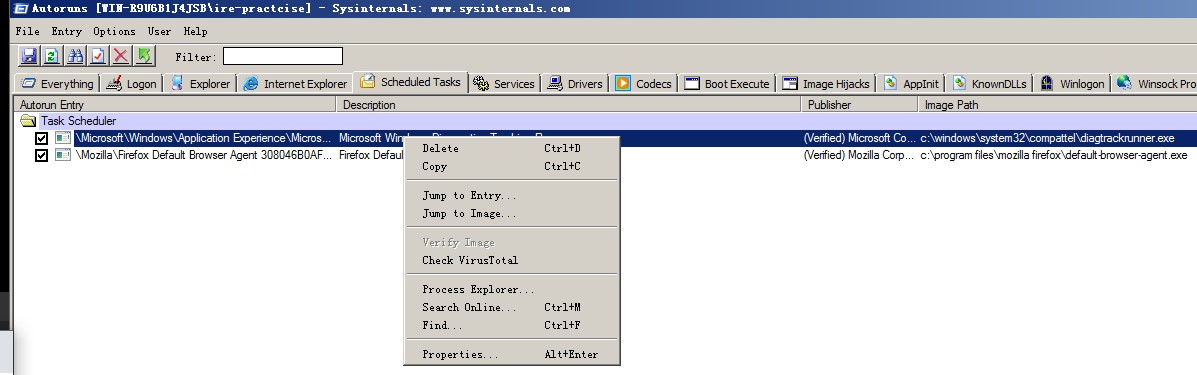 Autoruns [WIN-R9U6B1J4JSB\ire-practcise] - Sysinternals: www.sysinternals.com
File Entry Options User Help
Filter:
Everything Logon Explorer Internet Explorer Scheduled Tasks Services Drivers Codecs Boot Execute Image Hijacks AppInit KnownDLLs Winlogon Winsock Pro
Autorun Entry Description Publisher Image Path
Task Scheduler
\Microsoft\Windows\Application Experience\Micros... Microsoft Win (Verified) Microsoft Co... c:\windows\system32\compattel\diagtrackrunner.exe
\Mozilla\Firefox Default Browser Agent 308046B0AF... Firefox Defau (Verified) Mozilla Corp... c:\program files\mozilla firefox\default-browser-agent.exe
Delete Ctrl+D
Copy Ctrl+C
Jump to Entry...
Jump to Image...
Verify Image
Check VirusTotal
Process Explorer...
Search Online... Ctrl+M
Find... Ctrl+F
Properties... Alt+Enter